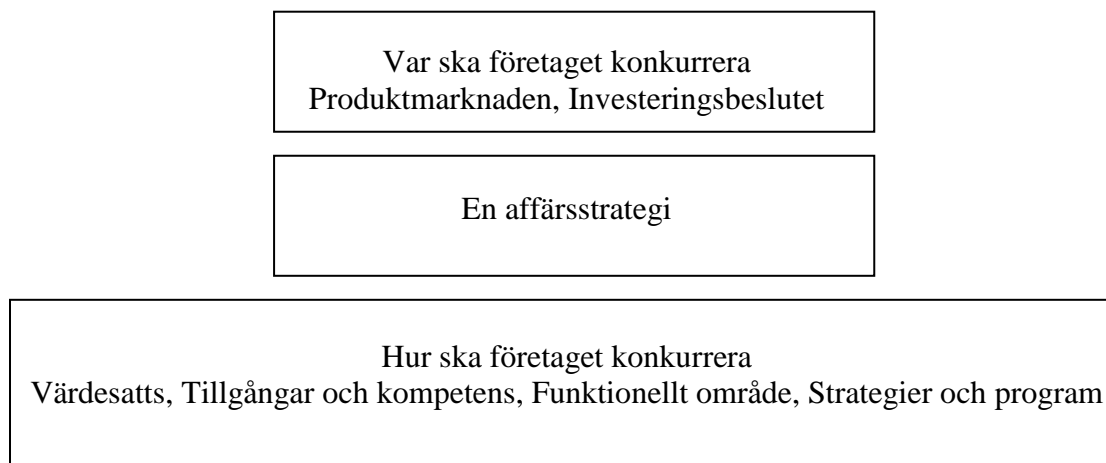 Var ska företaget konkurrera
Produktmarknaden, Investeringsbeslutet
En affärsstrategi
Hur ska företaget konkurrera
Värdesatts, Tillgångar och kompetens, Funktionellt område, Strategier och program